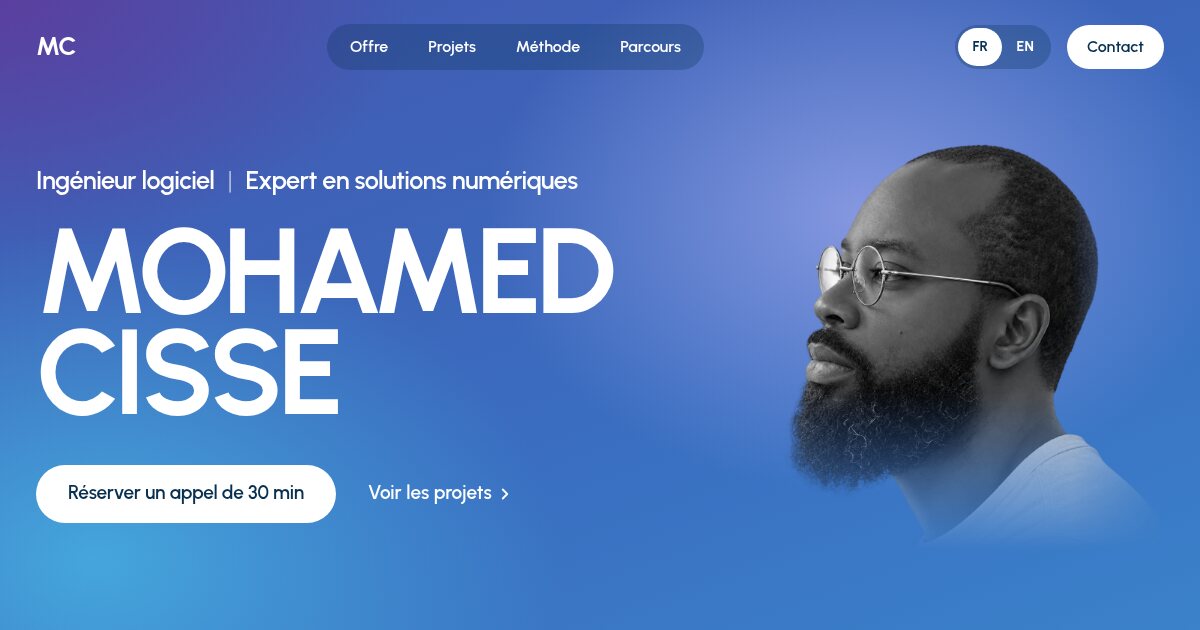 MC
Offre
Projets
Méthode
Parcours
FR
EN
Contact
Ingénieur logiciel | Expert en solutions numériques
MOHAMED
CISSE
Réserver un appel de 30 min
Voir les projets